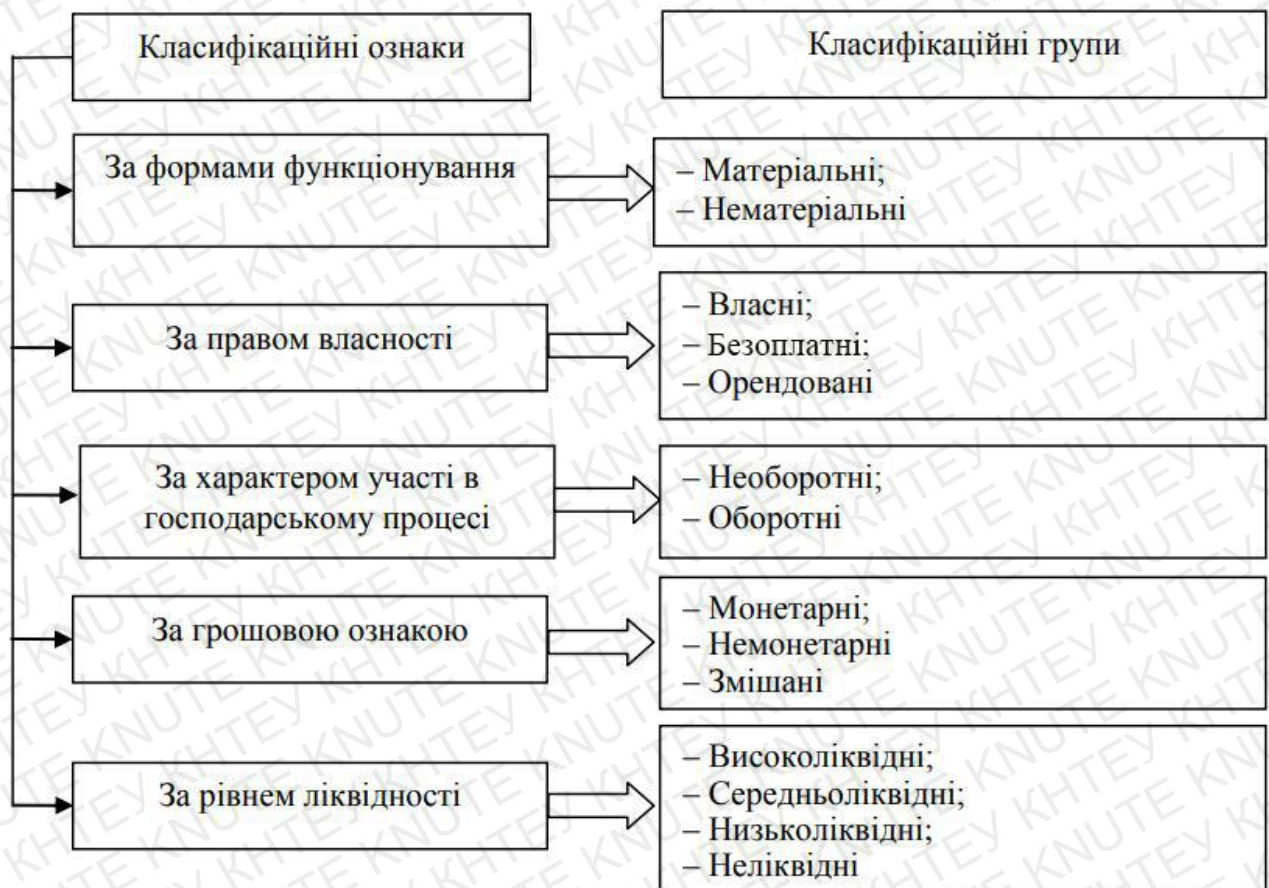 Класифікаційні ознаки
Класифікаційні групи
За формами функціонування
– Матеріальні;
– Нематеріальні
За правом власності
– Власні;
– Безоплатні;
– Орендовані
За характером участі в
господарському процесі
– Необоротні;
– Оборотні
За грошовою ознакою
– Монетарні;
– Немонетарні
– Змішані
За рівнем ліквідності
– Високоліквідні;
– Середньоліквідні;
– Низьколіквідні;
– Неліквідні